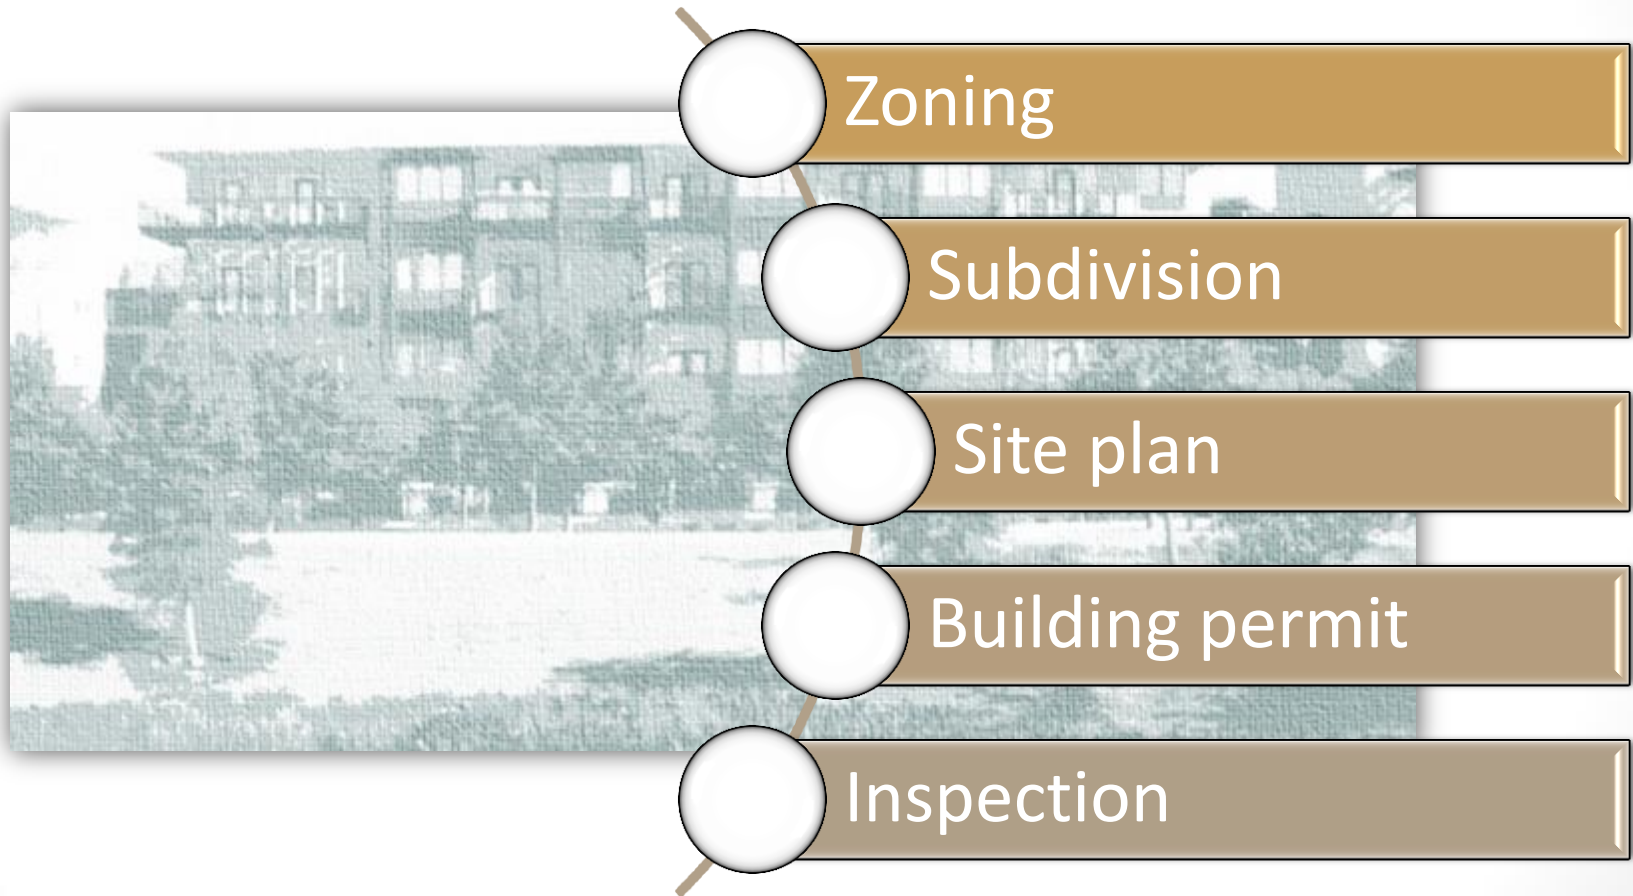 Zoning
Subdivision
Site plan
Building permit
Inspection